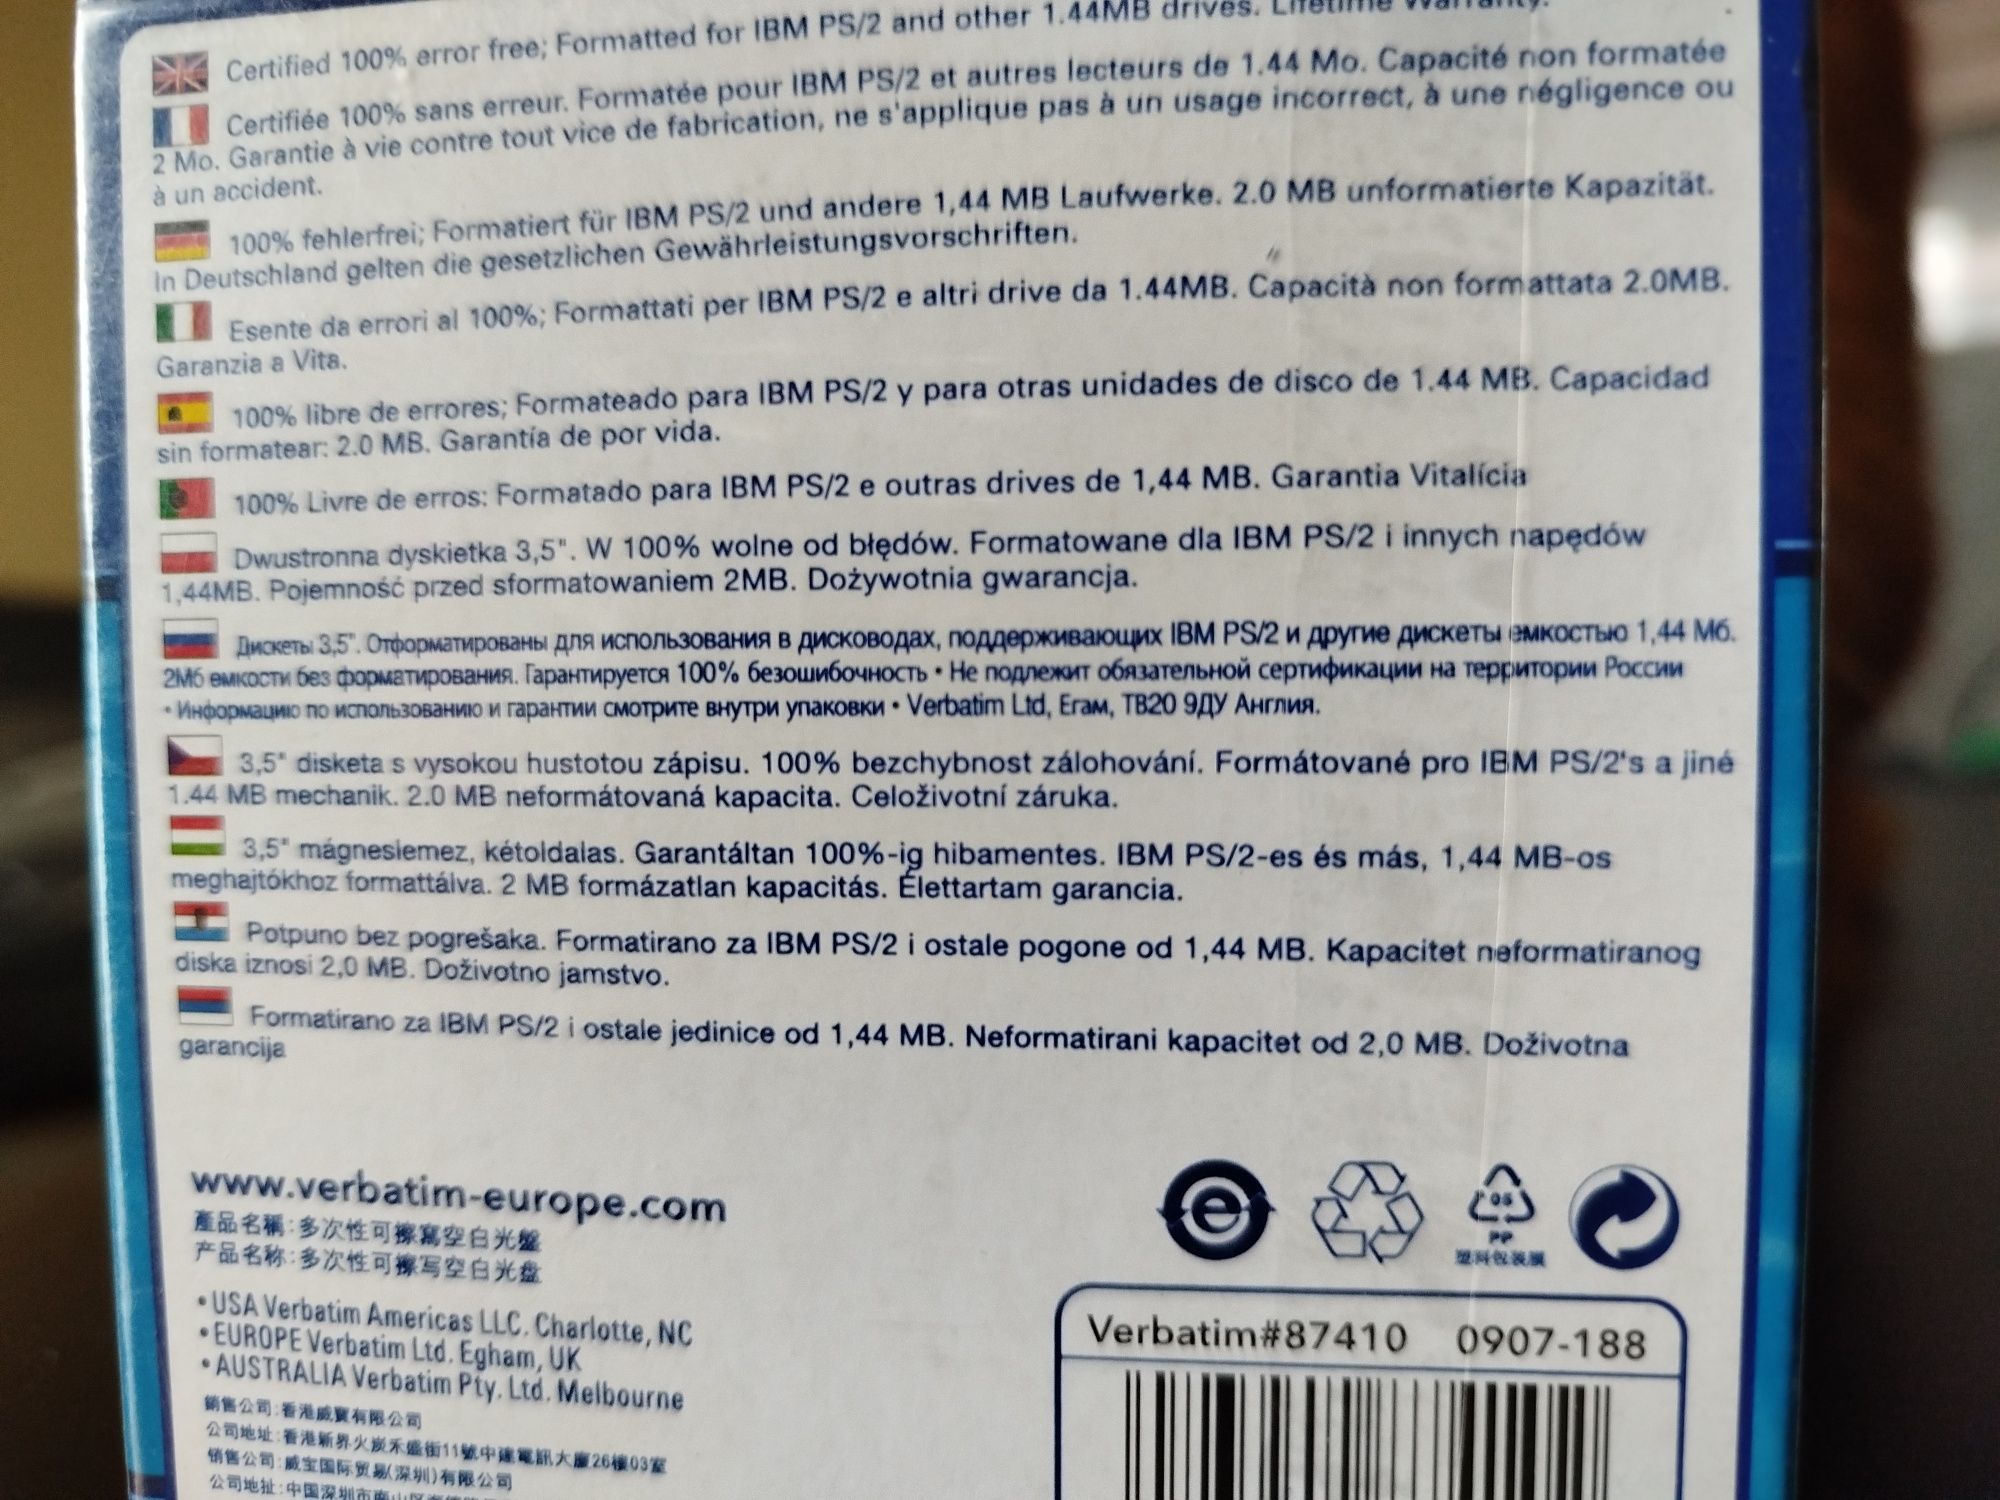 Certified 100% error free; Formatted for IBM PS/2 and other 1.44MB drives. Lifetime Warranty.
Certifiée 100% sans erreur. Formatée pour IBM PS/2 et autres lecteurs de 1.44 Mo. Capacité non formatée
2 Mo. Garantie à vie contre tout vice de fabrication, ne s'applique pas à un usage incorrect, à une négligence ou
à un accident.
100% fehlerfrei; Formatiert für IBM PS/2 und andere 1,44 MB Laufwerke. 2.0 MB unformatierte Kapazität.
In Deutschland gelten die gesetzlichen Gewährleistungsvorschriften.
Esente da errori al 100%; Formattati per IBM PS/2 e altri drive da 1.44MB. Capacità non formattata 2.0MB.
Garanzia a Vita.
100% libre de errores; Formateado para IBM PS/2 y para otras unidades de disco de 1.44 MB. Capacidad
sin formatear: 2.0 MB. Garantía de por vida.
100% Livre de erros: Formatado para IBM PS/2 e outras drives de 1,44 MB. Garantia Vitalícia
Dwustronna dyskietka 3,5". W 100% wolne od błędów. Formatowane dla IBM PS/2 i innych napędów
1,44MB. Pojemność przed sformatowaniem 2MB. Dożywotnia gwarancja.
Дискеты 3,5". Отформатированы для использования в дисководах, поддерживающих IBM PS/2 и другие дискеты емкостью 1,44 Мб.
2Мб емкости без форматирования. Гарантируется 100% безошибочность • Не подлежит обязательной сертификации на территории России
• Информацию по использованию и гарантии смотрите внутри упаковки • Verbatim Ltd, Егам, ТВ20 9ДУ Англия.
3,5" disketa s vysokou hustotou zápisu. 100% bezchybnost zálohování. Formátované pro IBM PS/2's a jiné
1.44 MB mechanik. 2.0 MB neformátovaná kapacita. Celoživotní záruka.
3,5" mágneslemez, kétoldalas. Garantáltan 100%-ig hibamentes. IBM PS/2-es és más, 1,44 MB-os
meghajtókhoz formattálva. 2 MB formázatlan kapacitás. Élettartam garancia.
Potpuno bez pogrešaka. Formatirano za IBM PS/2 i ostale pogone od 1,44 MB. Kapacitet neformatiranog
diska iznosi 2,0 MB. Doživotno jamstvo.
Formatirano za IBM PS/2 i ostale jedinice od 1,44 MB. Neformatirani kapacitet od 2,0 MB. Doživotna
garancija
www.verbatim-europe.com
產品名稱:多次性可擦寫空白光盤
产品名称:多次性可擦写空白光盘
• USA Verbatim Americas LLC. Charlotte, NC
• EUROPE Verbatim Ltd. Egham, UK
• AUSTRALIA Verbatim Pty. Ltd. Melbourne
銷售公司:香港威寶有限公司
公司地址:香港新界火炭禾盛街11號中建電訊大廈26樓03室
销售公司:威宝国际贸易(深圳)有限公司
公司地址:中国深圳市南山区
e
05
PP
塑料包装膜
Verbatim#87410 0907-188